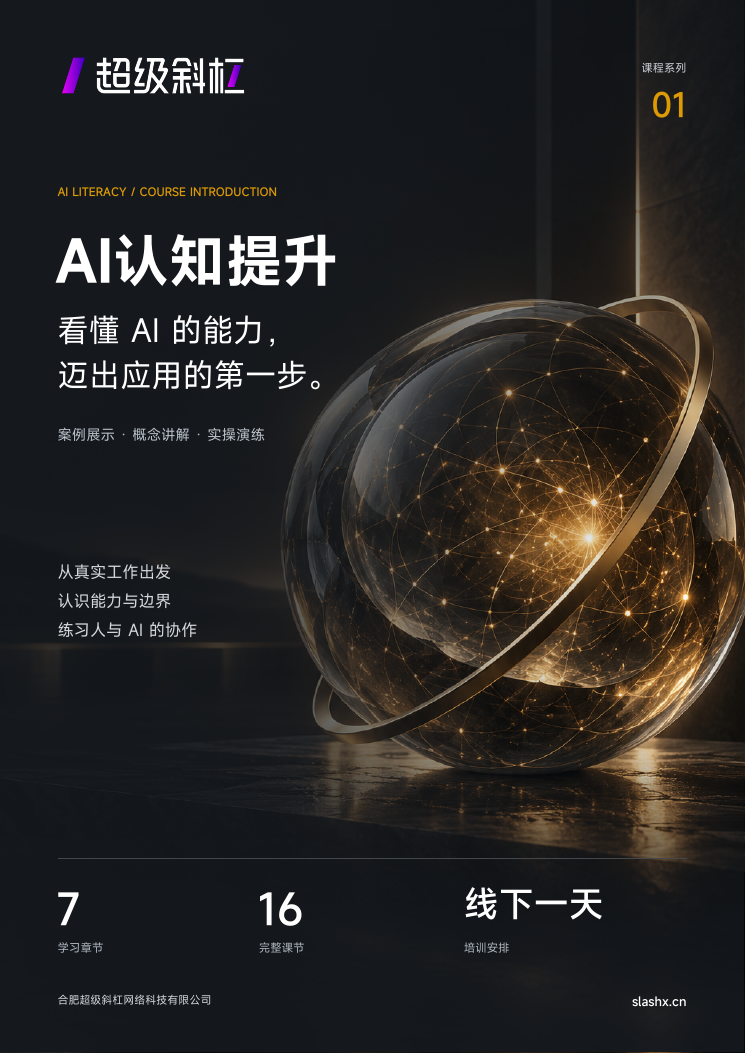 超级斜杠
课程系列
01
AI LITERACY / COURSE INTRODUCTION
AI认知提升
看懂 AI 的能力，
迈出应用的第一步。
案例展示 · 概念讲解 · 实操演练
从真实工作出发
认识能力与边界
练习人与 AI 的协作
7
学习章节
16
完整课节
线下一天
培训安排
合肥超级斜杠网络科技有限公司
slashx.cn